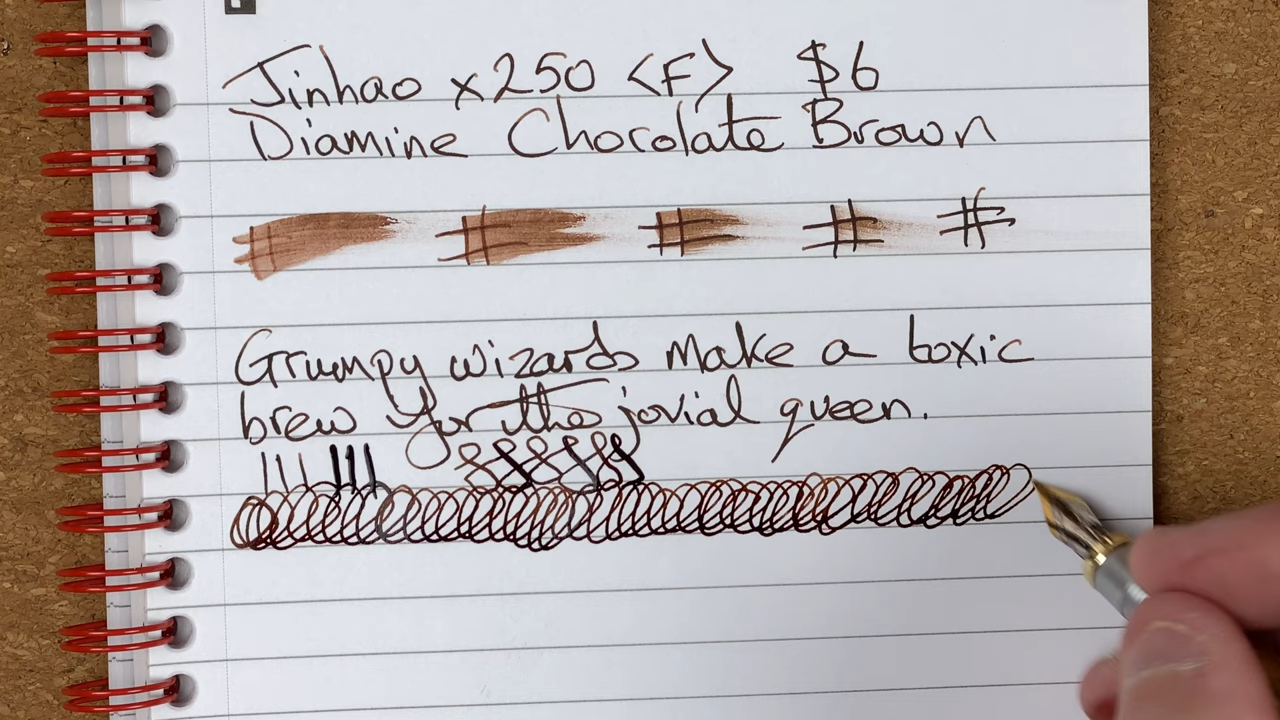 Jinhao x250 <F> $6
Diamine Chocolate Brown
# # # # #
Grumpy wizards make a toxic
brew for the jovial queen.